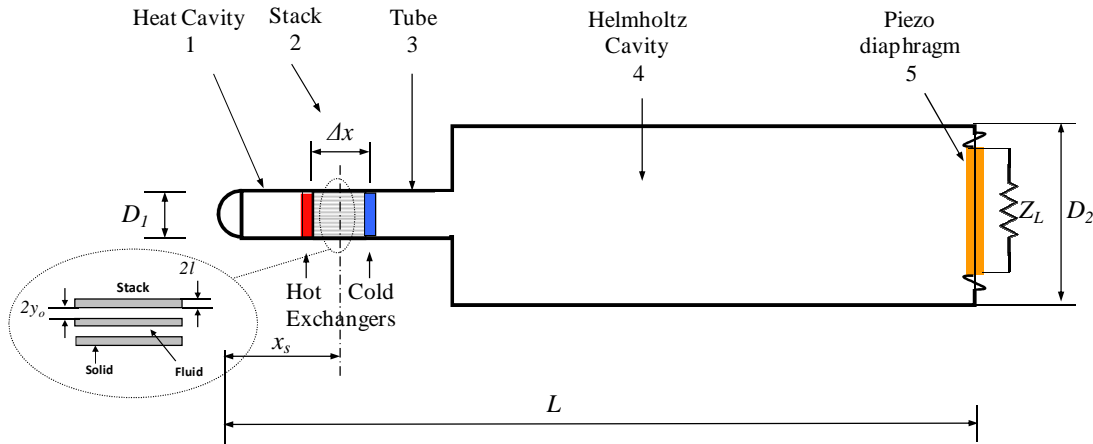 Heat Cavity
1
Stack
2
Tube
3
Helmholtz
Cavity
4
Piezo
diaphragm
5
Δx
D1
ZL
D2
2l
Stack
2yo
Solid
Fluid
Hot Cold
Exchangers
xs
L